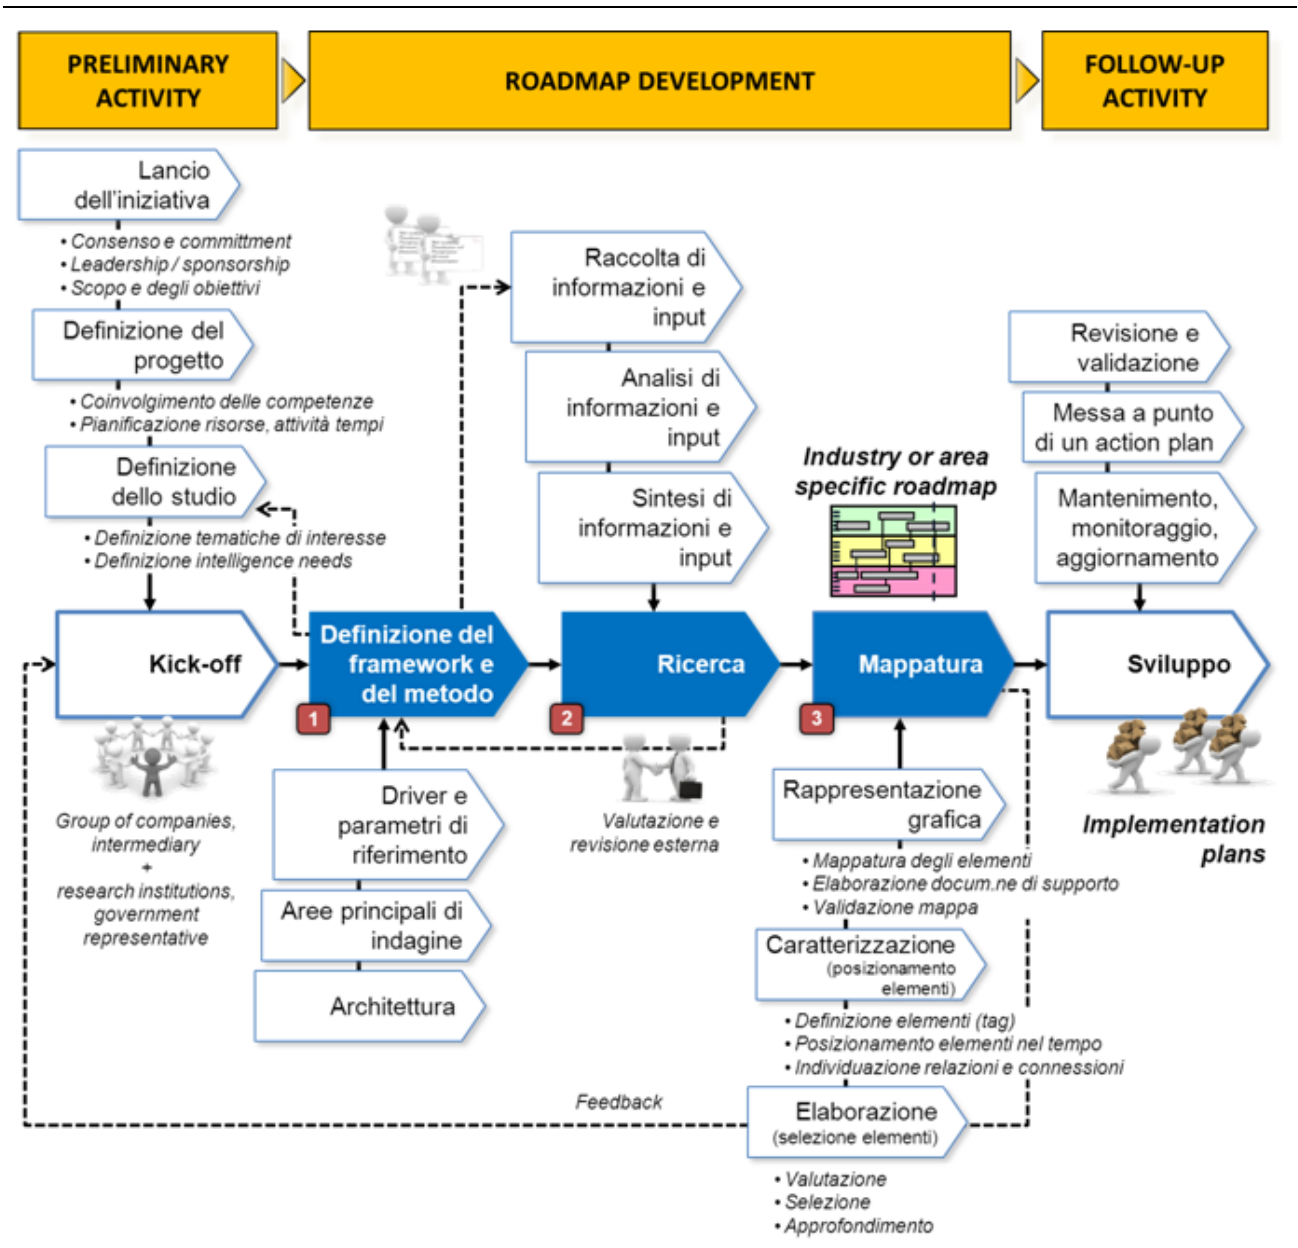 PRELIMINARY
ACTIVITY
ROADMAP DEVELOPMENT
FOLLOW-UP
ACTIVITY
Lancio
dell'iniziativa
• Consenso e committment
• Leadership / sponsorship
• Scopo e degli obiettivi
Definizione del
progetto
• Coinvolgimento delle competenze
• Pianificazione risorse, attività tempi
Definizione
dello studio
• Definizione tematiche di interesse
• Definizione intelligence needs
Raccolta di
informazioni e
input
Analisi di
informazioni e
input
Sintesi di
informazioni e
input
Industry or area
specific roadmap
Revisione e
validazione
Messa a punto
di un action plan
Mantenimento,
monitoraggio,
aggiornamento
Kick-off
Definizione del
framework e
del metodo
1
Ricerca
2
Mappatura
3
Sviluppo
Group of companies,
intermediary
+
research institutions,
government
representative
Driver e
parametri di
riferimento
Aree principali di
indagine
Architettura
Valutazione e
revisione esterna
Rappresentazione
grafica
• Mappatura degli elementi
• Elaborazione docum.ne di supporto
• Validazione mappa
Caratterizzazione
(posizionamento
elementi)
• Definizione elementi (tag)
• Posizionamento elementi nel tempo
• Individuazione relazioni e connessioni
Implementation
plans
Feedback
Elaborazione
(selezione elementi)
• Valutazione
• Selezione
• Approfondimento